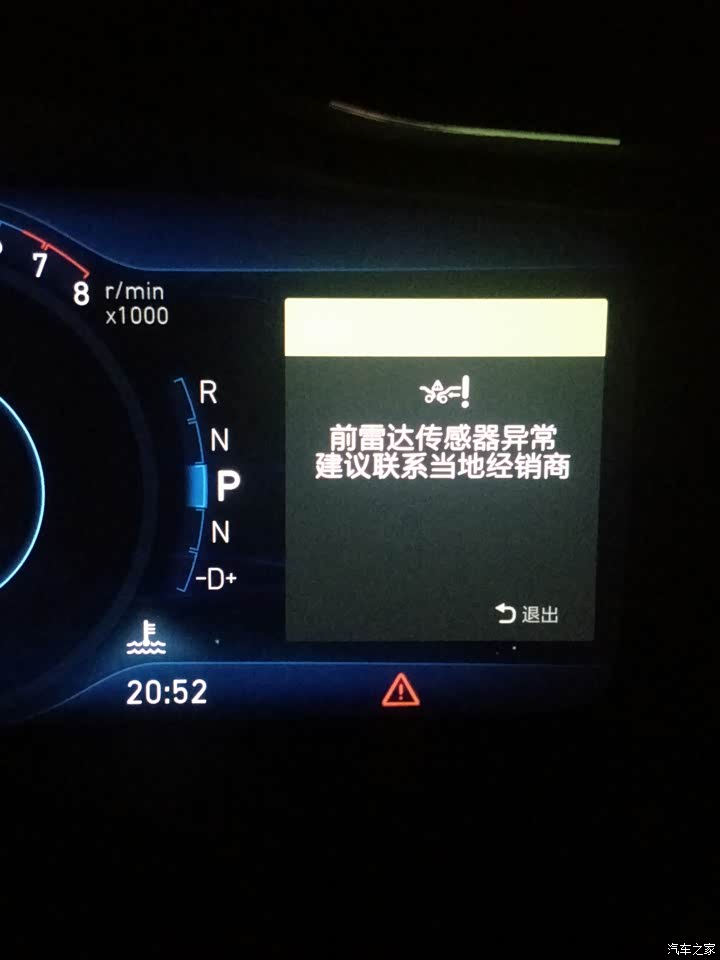 7
8 r/min
x1000
R
N
P
N
-D+
前雷达传感器异常
建议联系当地经销商
退出
20:52
汽车之家